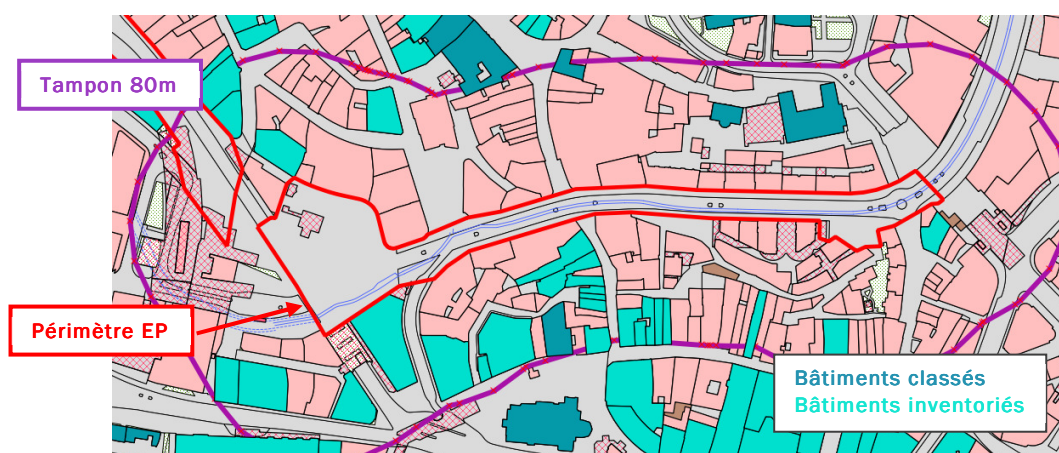 Tampon 80m
Périmètre EP
Bâtiments classés
Bâtiments inventoriés